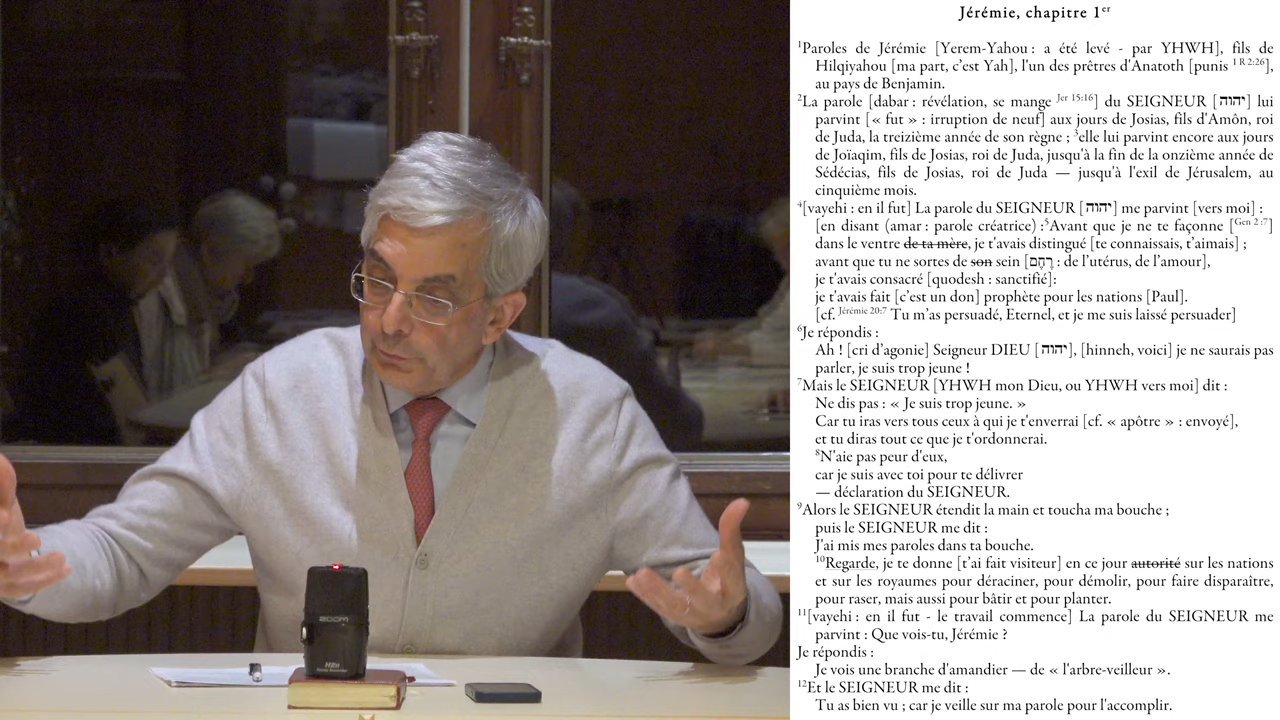 Jérémie, chapitre 1er
1Paroles de Jérémie [Yerem-Yahou : a été levé - par YHWH], fils de
Hilqiyahou [ma part, c'est Yah], l'un des prêtres d'Anatoth [punis 1 R 2:26],
au pays de Benjamin.
2La parole [dabar : révélation, se mange Jer 15:16] du SEIGNEUR [יהוה] lui
parvint [« fut » : irruption de neuf] aux jours de Josias, fils d'Amôn, roi
de Juda, la treizième année de son règne ; 3elle lui parvint encore aux jours
de Joïaqim, fils de Josias, roi de Juda, jusqu'à la fin de la onzième année de
Sédécias, fils de Josias, roi de Juda — jusqu'à l'exil de Jérusalem, au
cinquième mois.
4[vayehi : en il fut] La parole du SEIGNEUR [יהוה] me parvint [vers moi] :
[en disant (amar : parole créatrice) :5Avant que je ne te façonne [Gen 2 :7]
dans le ventre de ta mère, je t'avais distingué [te connaissais, t'aimais] ;
avant que tu ne sortes de son sein [רֶחֶם : de l'utérus, de l'amour],
je t'avais consacré [quodesh : sanctifié]:
je t'avais fait [c'est un don] prophète pour les nations [Paul].
[cf. Jérémie 20:7 Tu m'as persuadé, Eternel, et je me suis laissé persuader]
6Je répondis :
Ah ! [cri d'agonie] Seigneur DIEU [יהוה], [hinneh, voici] je ne saurais pas
parler, je suis trop jeune !
7Mais le SEIGNEUR [YHWH mon Dieu, ou YHWH vers moi] dit :
Ne dis pas : « Je suis trop jeune. »
Car tu iras vers tous ceux à qui je t'enverrai [cf. « apôtre » : envoyé],
et tu diras tout ce que je t'ordonnerai.
8N'aie pas peur d'eux,
car je suis avec toi pour te délivrer
— déclaration du SEIGNEUR.
9Alors le SEIGNEUR étendit la main et toucha ma bouche ;
puis le SEIGNEUR me dit :
J'ai mis mes paroles dans ta bouche.
10Regarde, je te donne [t'ai fait visiteur] en ce jour autorité sur les nations
et sur les royaumes pour déraciner, pour démolir, pour faire disparaître,
pour raser, mais aussi pour bâtir et pour planter.
11[vayehi : en il fut - le travail commence] La parole du SEIGNEUR me
parvint : Que vois-tu, Jérémie ?
Je répondis :
Je vois une branche d'amandier — de « l'arbre-veilleur ».
12Et le SEIGNEUR me dit :
Tu as bien vu ; car je veille sur ma parole pour l'accomplir.
zoom
H2n